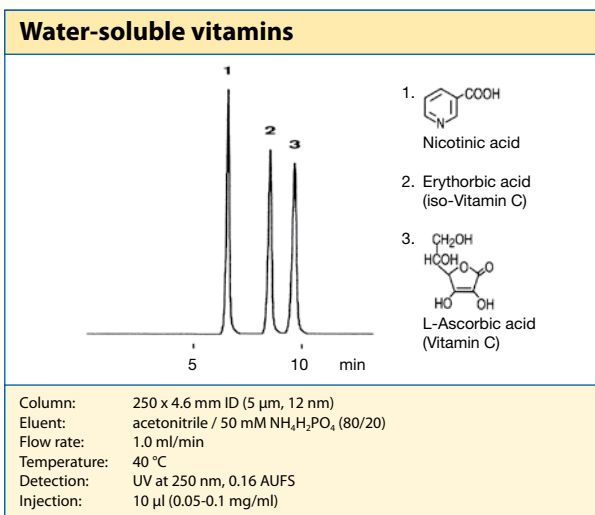 Water-soluble vitamins
1
2
3
5
10
min
1.
COOH
N
Nicotinic acid
2. Erythorbic acid
(iso-Vitamin C)
3.
CH₂OH
HCOH
O
O
HO
OH
L-Ascorbic acid
(Vitamin C)
Column: 250 x 4.6 mm ID (5 µm, 12 nm)
Eluent: acetonitrile / 50 mM NH₄H₂PO₄ (80/20)
Flow rate: 1.0 ml/min
Temperature: 40 °C
Detection: UV at 250 nm, 0.16 AUFS
Injection: 10 µl (0.05-0.1 mg/ml)